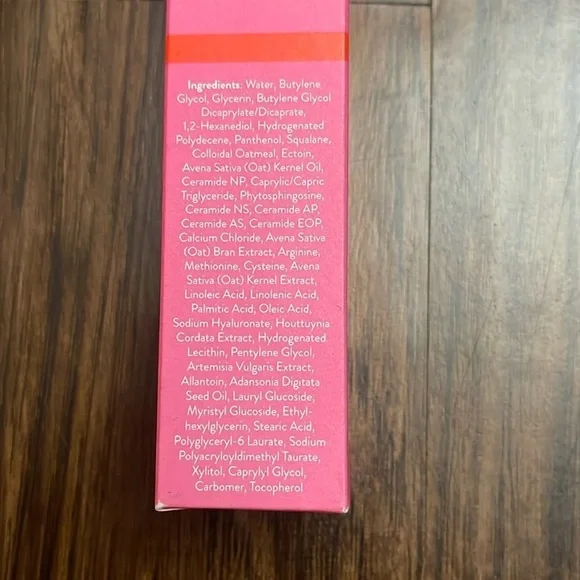 Ingredients: Water, Butylene
Glycol, Glycerin, Butylene Glycol
Dicaprylate/Dicaprate,
1,2-Hexanediol, Hydrogenated
Polydecene, Panthenol, Squalane,
Colloidal Oatmeal, Ectoin,
Avena Sativa (Oat) Kernel Oil,
Ceramide NP, Caprylic/Capric
Triglyceride, Phytosphingosine,
Ceramide NS, Ceramide AP,
Ceramide AS, Ceramide EOP,
Calcium Chloride, Avena Sativa
(Oat) Bran Extract, Arginine,
Methionine, Cysteine, Avena
Sativa (Oat) Kernel Extract,
Linoleic Acid, Linolenic Acid,
Palmitic Acid, Oleic Acid,
Sodium Hyaluronate, Houttuynia
Cordata Extract, Hydrogenated
Lecithin, Pentylene Glycol,
Artemisia Vulgaris Extract,
Allantoin, Adansonia Digitata
Seed Oil, Lauryl Glucoside,
Myristyl Glucoside, Ethyl-
hexylglycerin, Stearic Acid,
Polyglyceryl-6 Laurate, Sodium
Polyacryloyldimethyl Taurate,
Xylitol, Caprylyl Glycol,
Carbomer, Tocopherol